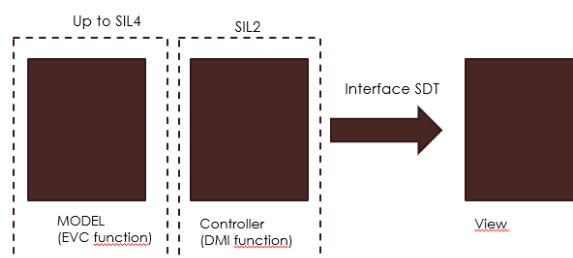 Up to SIL4
SIL2
Interface SDT
MODEL
(EVC function)
Controller
(DMI function)
View